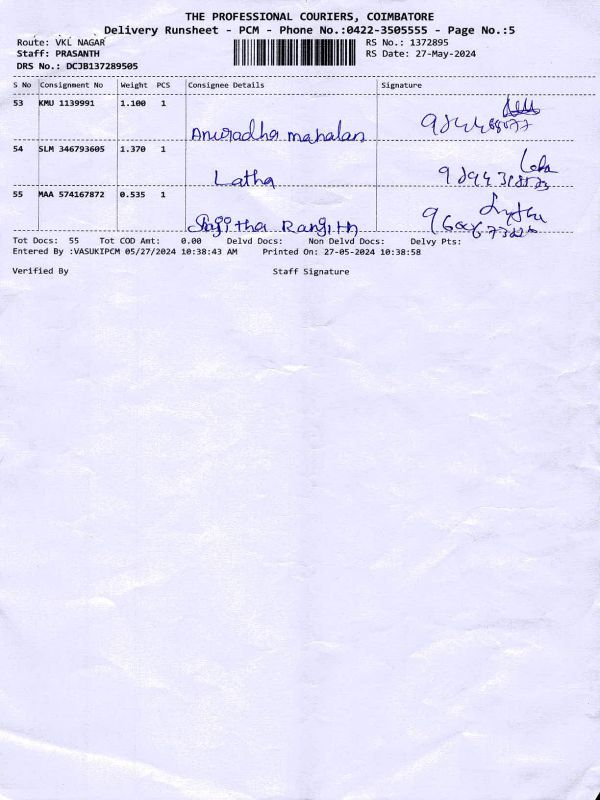 THE PROFESSIONAL COURIERS, COIMBATORE
Delivery Runsheet - PCM - Phone No.:0422-3505555 - Page No.:5
Route: VKL NAGAR RS No.: 1372895
Staff: PRASANTH RS Date: 27-May-2024
DRS No.: DCJB137289505
S No Consignment No Weight PCS Consignee Details Signature
53 KMU 1139991 1.100 1
Anuradha mahalan
54 SLM 346793605 1.370 1
Latha
55 MAA 574167872 0.535 1
Rangith
Tot Docs: 55 Tot COD Amt: 0.00 Delvd Docs: Non Delvd Docs: Delvy Pts:
Entered By :VASUKIPCM 05/27/2024 10:38:43 AM Printed On: 27-05-2024 10:38:58
Verified By Staff Signature